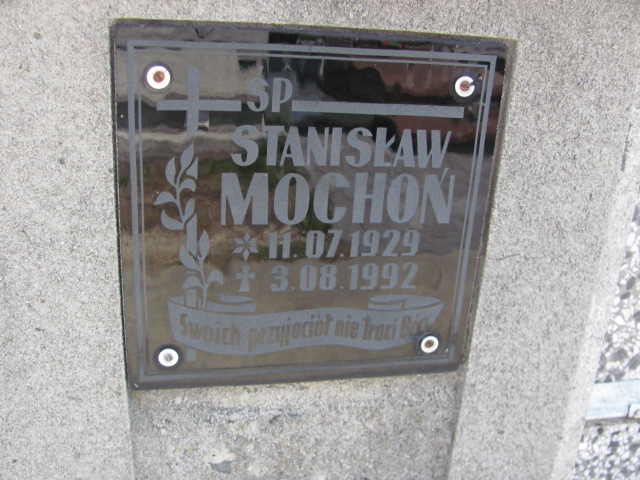 ŚP
STANISŁAW
MOCHOŃ
* 11.07.1929
✝ 3.08.1992
Swoich przyjaciół nie traci Bóg